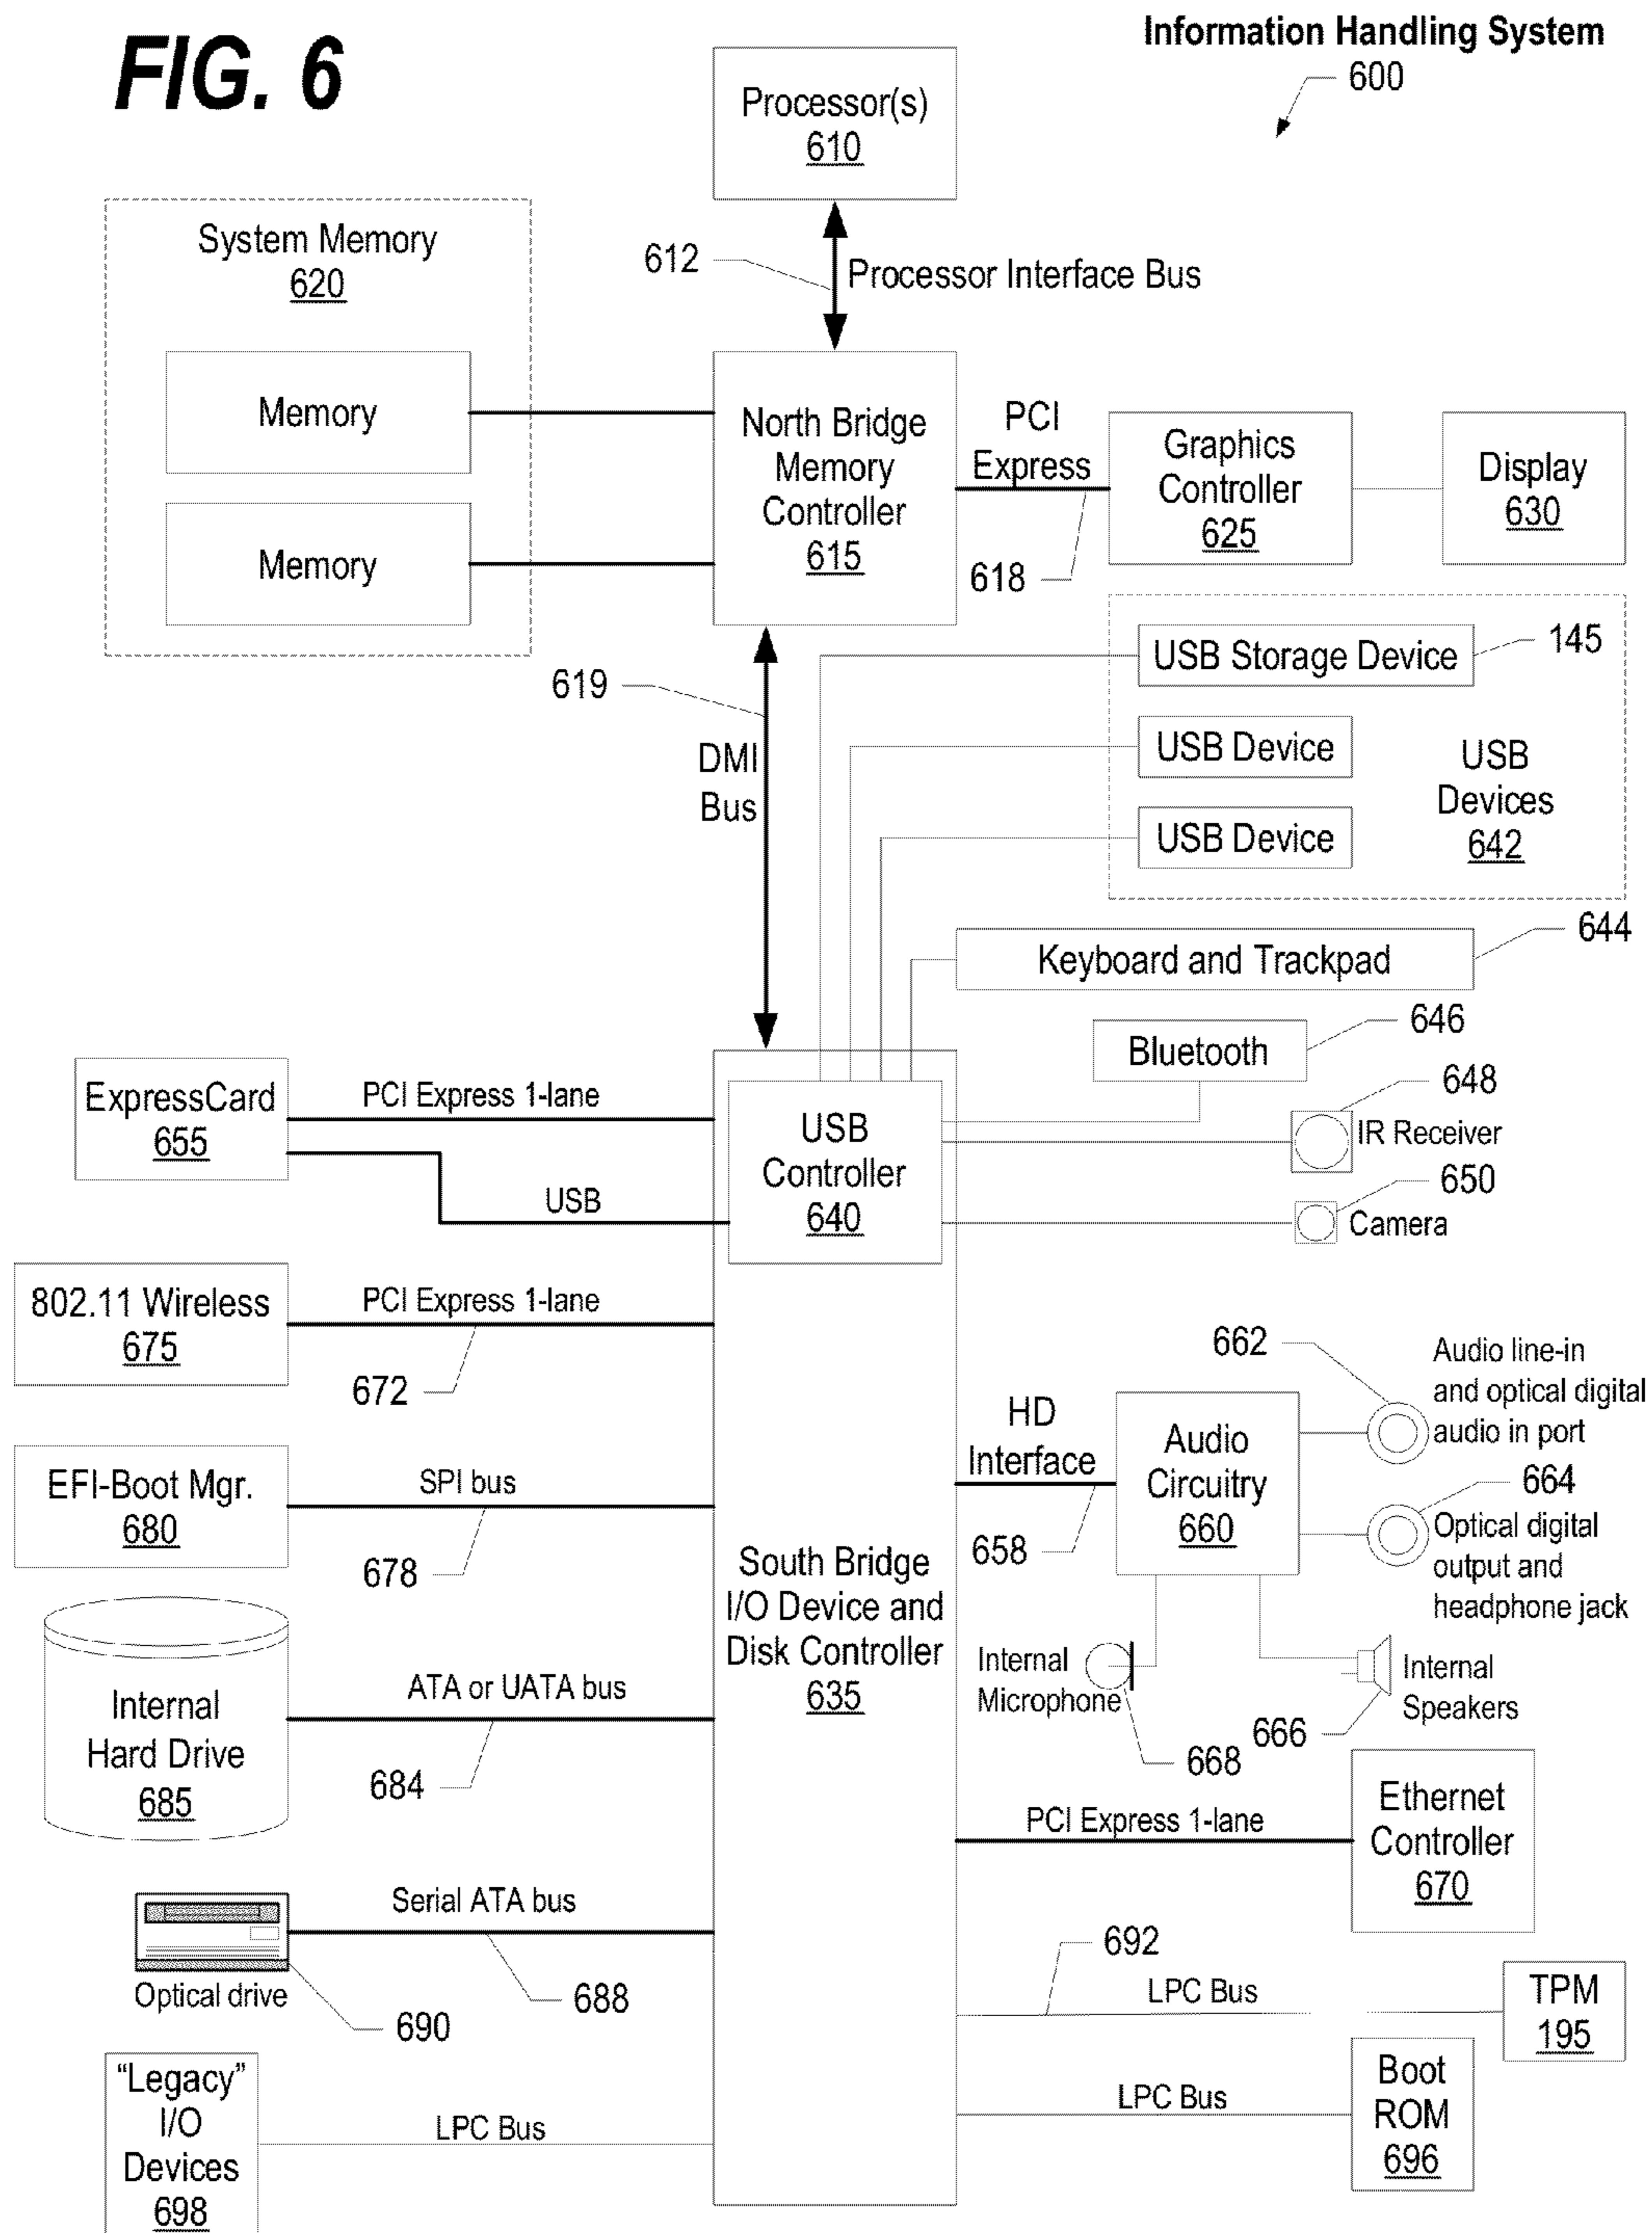 FIG. 6
Information Handling System
600
Processor(s)
610
System Memory
620
612
Processor Interface Bus
Memory
Memory
North Bridge
Memory
Controller
615
PCI
Express
618
Graphics
Controller
625
Display
630
619
DMI
Bus
USB Storage Device
145
USB Device
USB Device
USB
Devices
642
644
Keyboard and Trackpad
646
Bluetooth
648
IR Receiver
650
Camera
ExpressCard
655
PCI Express 1-lane
USB
USB
Controller
640
802.11 Wireless
675
PCI Express 1-lane
672
662
Audio line-in
and optical digital
audio in port
HD
Interface
658
Audio
Circuitry
660
664
Optical digital
output and
headphone jack
EFI-Boot Mgr.
680
SPI bus
678
South Bridge
I/O Device and
Disk Controller
635
Internal
Microphone
668
Internal
Speakers
666
Internal
Hard Drive
685
ATA or UATA bus
684
PCI Express 1-lane
Ethernet
Controller
670
Serial ATA bus
688
Optical drive
690
692
LPC Bus
TPM
195
"Legacy"
I/O
Devices
698
LPC Bus
LPC Bus
Boot
ROM
696